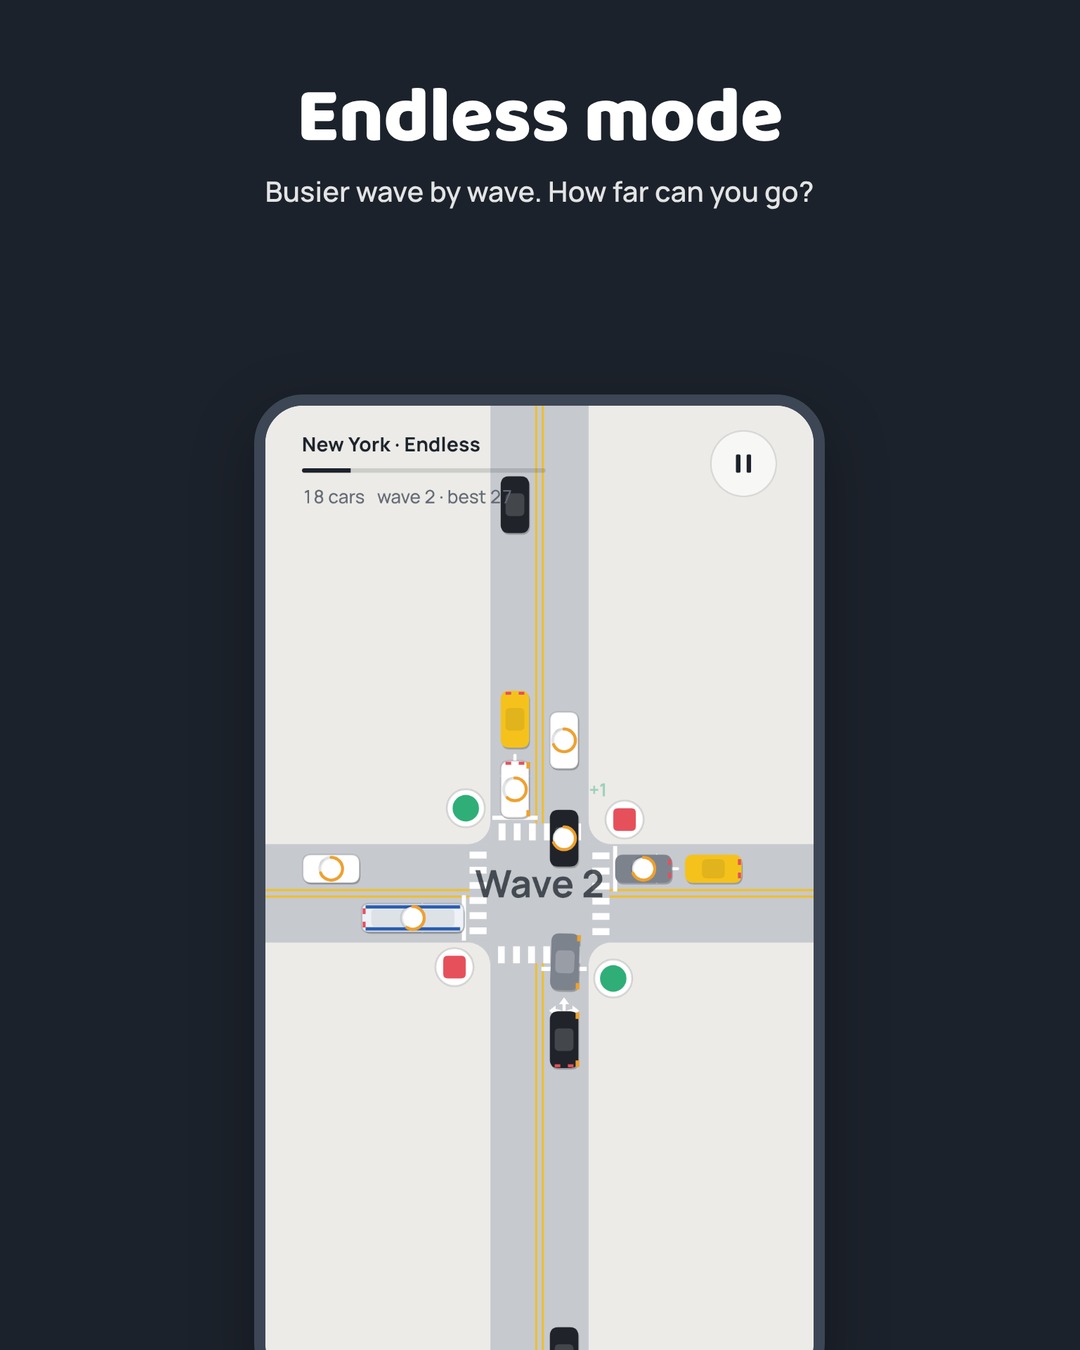 Endless mode
Busier wave by wave. How far can you go?
New York · Endless
18 cars wave 2 · best 27
+1
Wave 2